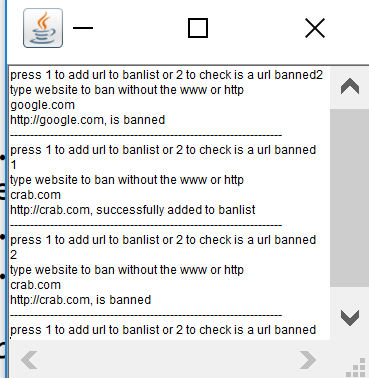 press 1 to add url to banlist or 2 to check is a url banned2
type website to ban without the www or http
google.com
http://google.com, is banned
--------------------------------------------------------------------
press 1 to add url to banlist or 2 to check is a url banned
1
type website to ban without the www or http
crab.com
http://crab.com, successfully added to banlist
--------------------------------------------------------------------
press 1 to add url to banlist or 2 to check is a url banned
2
type website to ban without the www or http
crab.com
http://crab.com, is banned
--------------------------------------------------------------------
press 1 to add url to banlist or 2 to check is a url banned